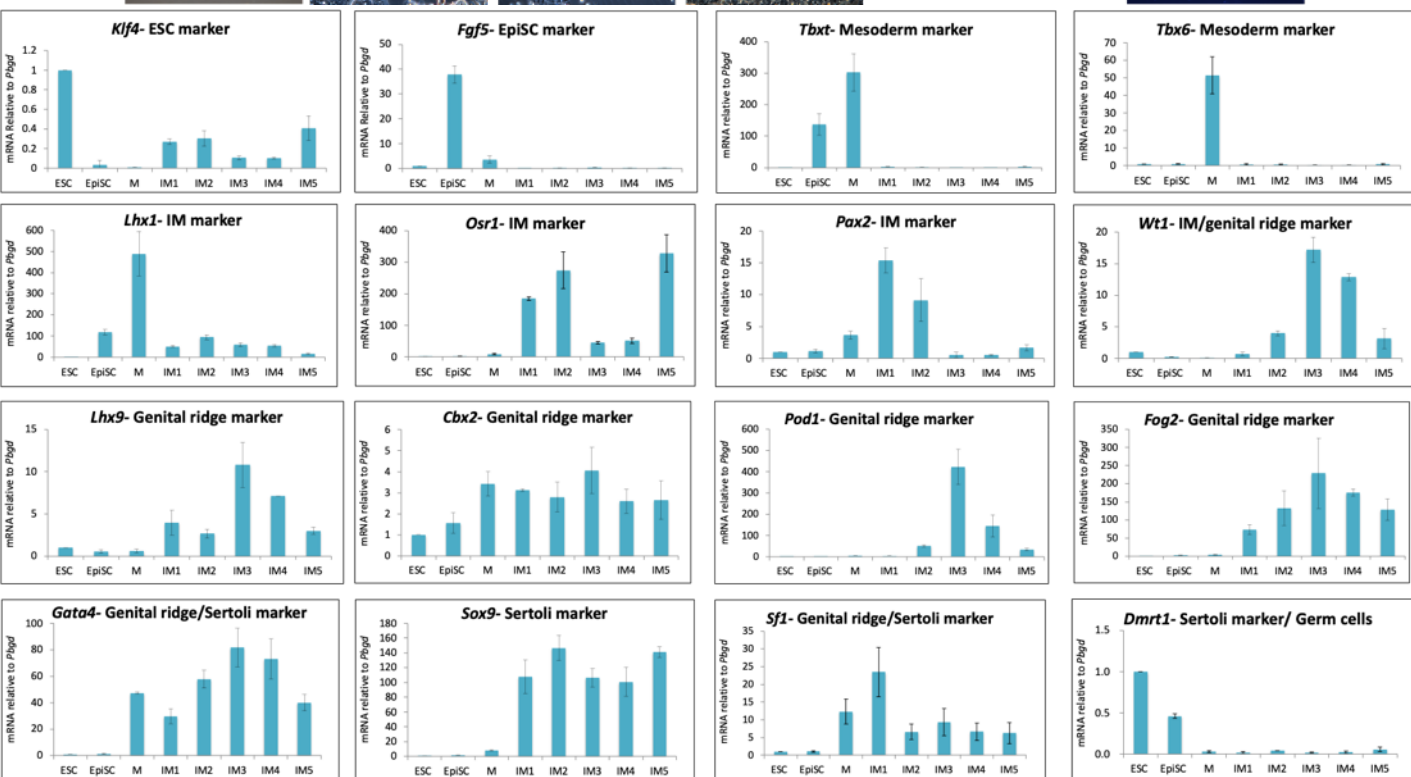 Klf4- ESC marker
mRNA Relative to Pbgd
1.2
1
0.8
0.6
0.4
0.2
0
ESC EpiSC M IM1 IM2 IM3 IM4 IM5
Fgf5- EpiSC marker
mRNA relative to Pbgd
50
40
30
20
10
0
ESC EpiSC M IM1 IM2 IM3 IM4 IM5
Tbxt- Mesoderm marker
mRNA relative to Pbgd
400
300
200
100
0
ESC EpiSC M IM1 IM2 IM3 IM4 IM5
Tbx6- Mesoderm marker
mRNA relative to Pbgd
70
60
50
40
30
20
10
0
ESC EpiSC M IM1 IM2 IM3 IM4 IM5
Lhx1- IM marker
mRNA relative to Pbgd
600
500
400
300
200
100
0
ESC EpiSC M IM1 IM2 IM3 IM4 IM5
Osr1- IM marker
mRNA relative to Pbgd
400
300
200
100
0
ESC EpiSC M IM1 IM2 IM3 IM4 IM5
Pax2- IM marker
mRNA relative to Pbgd
20
15
10
5
0
ESC EpiSC M IM1 IM2 IM3 IM4 IM5
Wt1- IM/genital ridge marker
mRNA relative to Pbgd
20
15
10
5
0
ESC EpiSC M IM1 IM2 IM3 IM4 IM5
Lhx9- Genital ridge marker
mRNA relative to Pbgd
15
10
5
0
ESC EpiSC M IM1 IM2 IM3 IM4 IM5
Cbx2- Genital ridge marker
mRNA relative to Pbgd
6
5
4
3
2
1
0
ESC EpiSC M IM1 IM2 IM3 IM4 IM5
Pod1- Genital ridge marker
mRNA relative to Pbgd
600
500
400
300
200
100
0
ESC EpiSC M IM1 IM2 IM3 IM4 IM5
Fog2- Genital ridge marker
mRNA relative to Pbgd
350
300
250
200
150
100
50
0
ESC EpiSC M IM1 IM2 IM3 IM4 IM5
Gata4- Genital ridge/Sertoli marker
mRNA relative to Pbgd
100
80
60
40
20
0
ESC EpiSC M IM1 IM2 IM3 IM4 IM5
Sox9- Sertoli marker
mRNA relative to Pbgd
180
160
140
120
100
80
60
40
20
0
ESC EpiSC M IM1 IM2 IM3 IM4 IM5
Sf1- Genital ridge/Sertoli marker
mRNA relative to Pbgd
35
30
25
20
15
10
5
0
ESC EpiSC M IM1 IM2 IM3 IM4 IM5
Dmrt1- Sertoli marker/ Germ cells
mRNA relative to Pbgd
1.5
1.0
0.5
0.0
ESC EpiSC M IM1 IM2 IM3 IM4 IM5